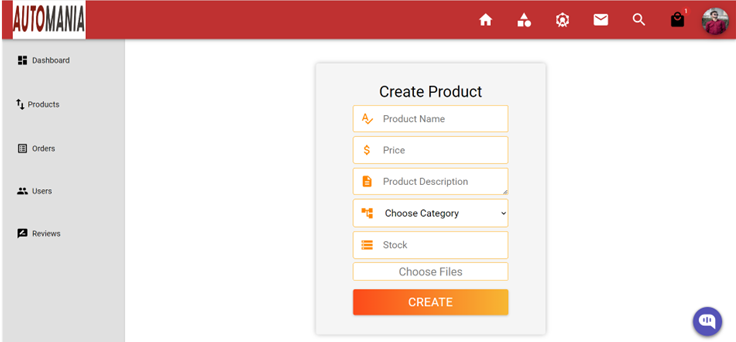 AUTOMANIA
1
Dashboard
Products
Orders
Users
Reviews
Create Product
Product Name
Price
Product Description
Choose Category
Stock
Choose Files
CREATE